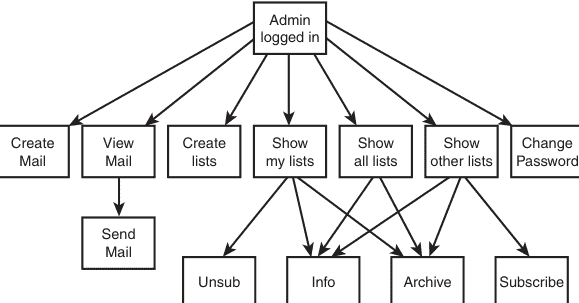 Admin
logged in
Create
Mail
View
Mail
Create
lists
Show
my lists
Show
all lists
Show
other lists
Change
Password
Send
Mail
Unsub
Info
Archive
Subscribe